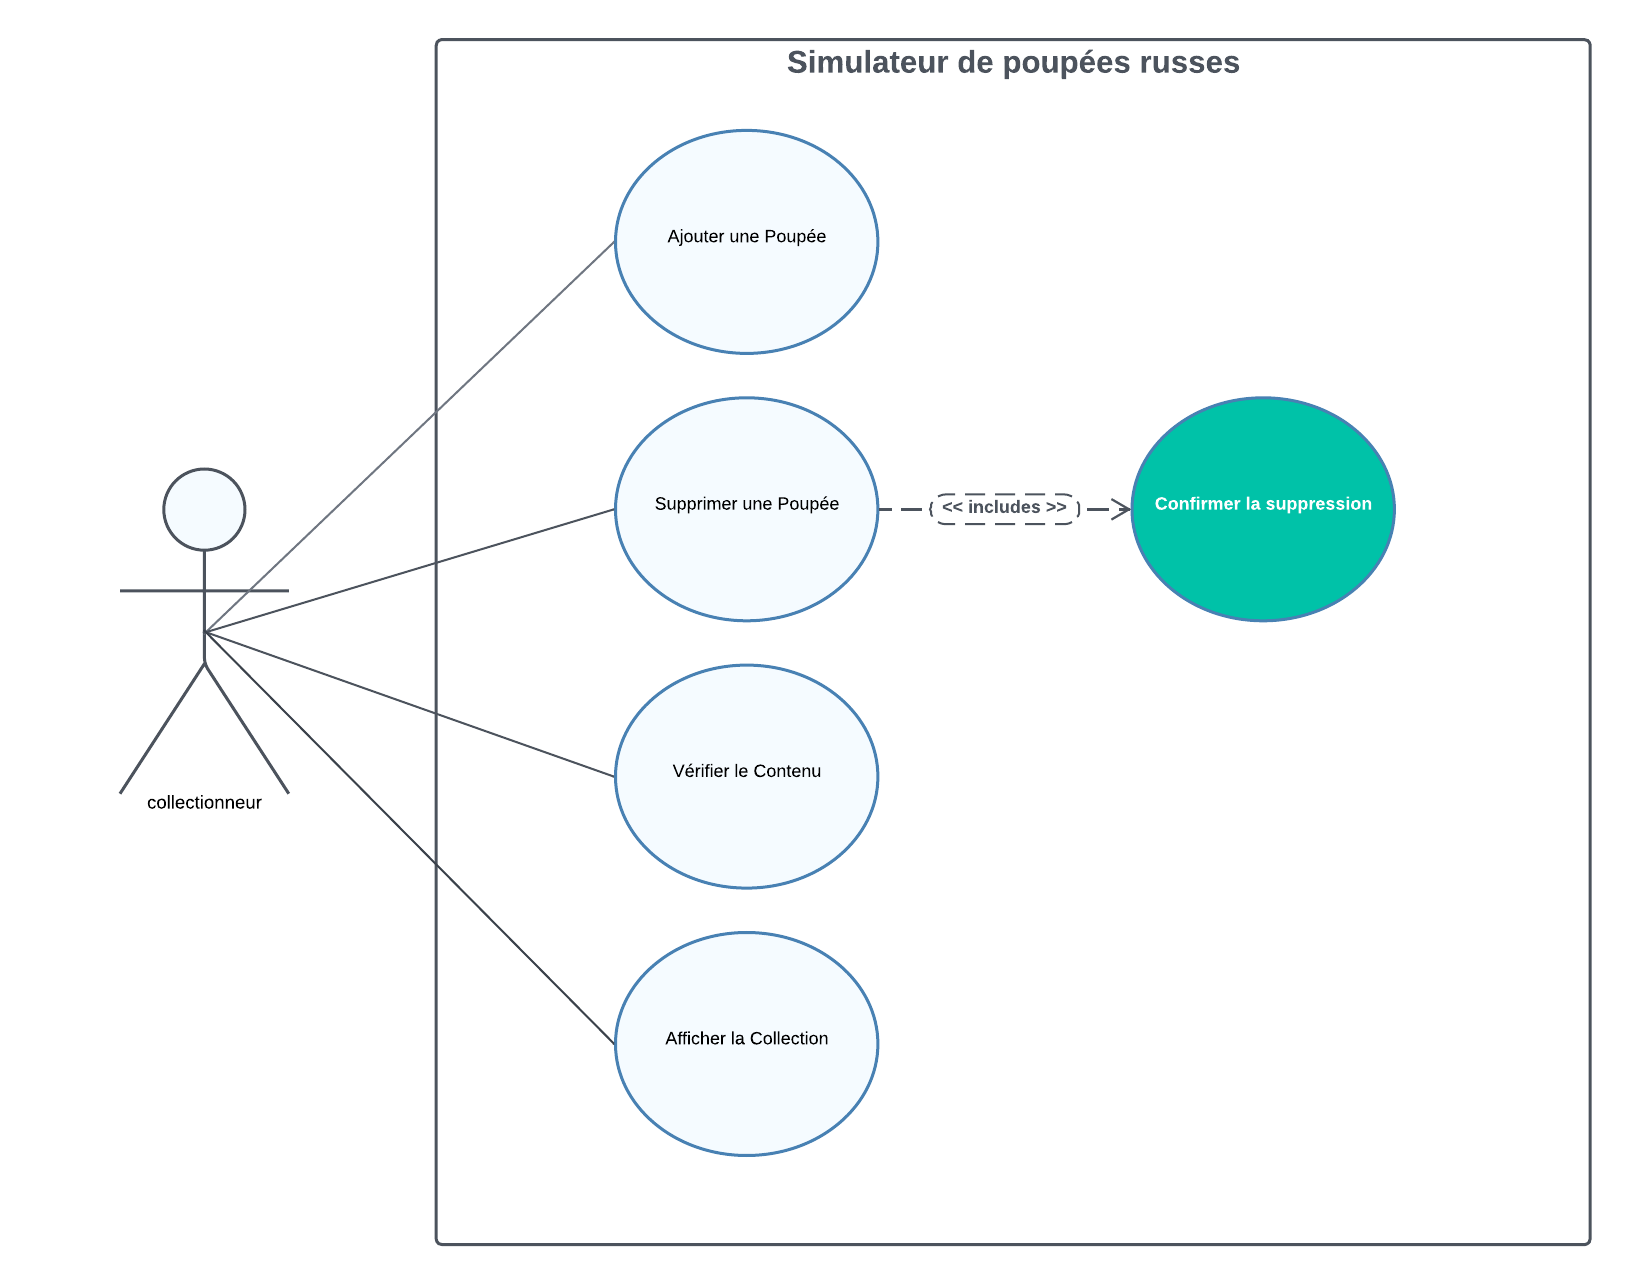 Simulateur de poupées russes
Ajouter une Poupée
Supprimer une Poupée
<< includes >>
Confirmer la suppression
Vérifier le Contenu
collectionneur
Afficher la Collection